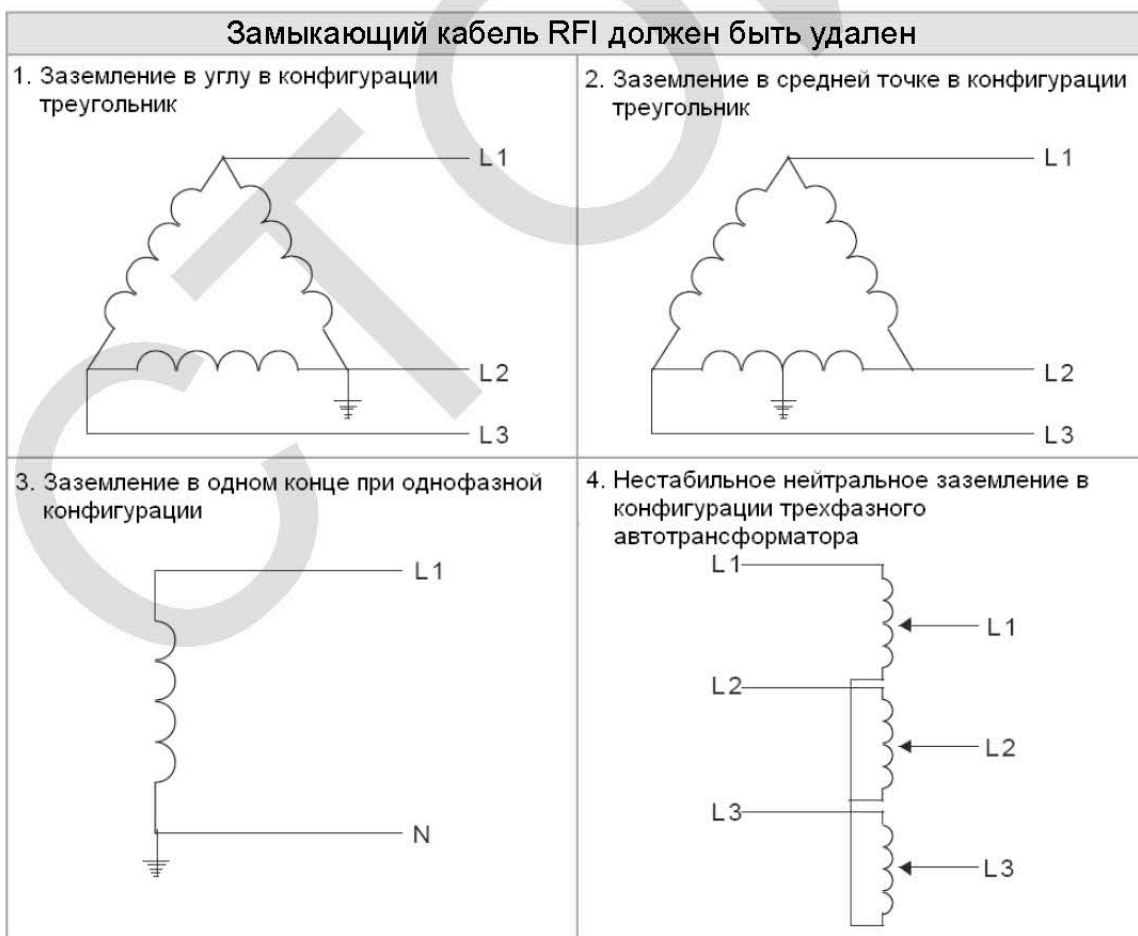 Замыкающий кабель RFI должен быть удален
1. Заземление в углу в конфигурации
треугольник
L1
L2
L3
2. Заземление в средней точке в конфигурации
треугольник
L1
L2
L3
3. Заземление в одном конце при однофазной
конфигурации
L1
N
4. Нестабильное нейтральное заземление в
конфигурации трехфазного
автотрансформатора
L1
L1
L2
L2
L3
L3